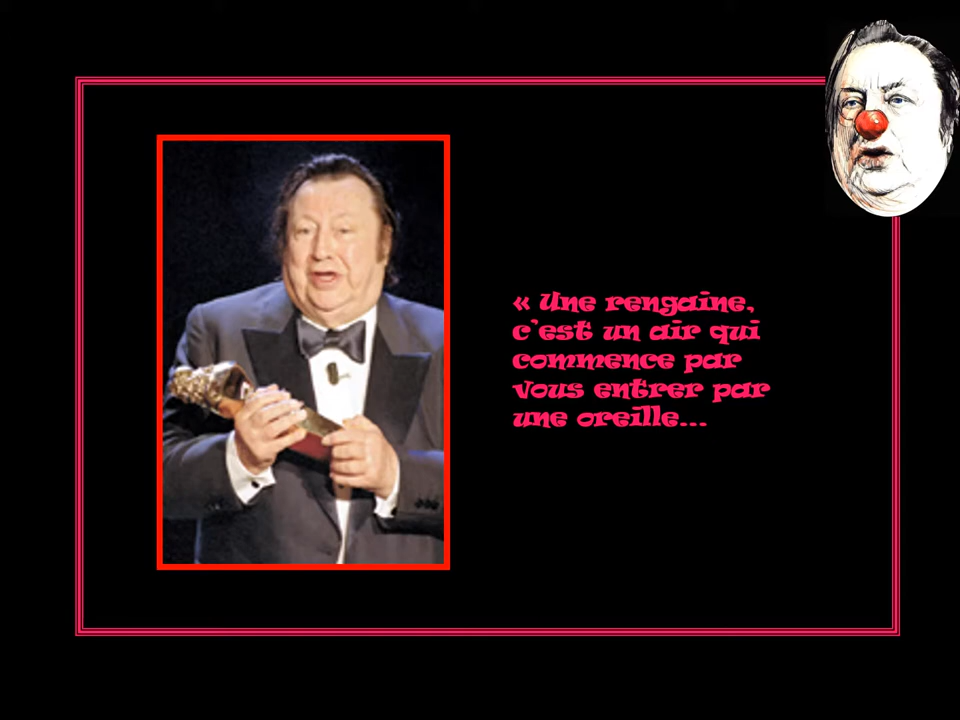 « Une rengaine,
c'est un air qui
commence par
vous entrer par
une oreille...